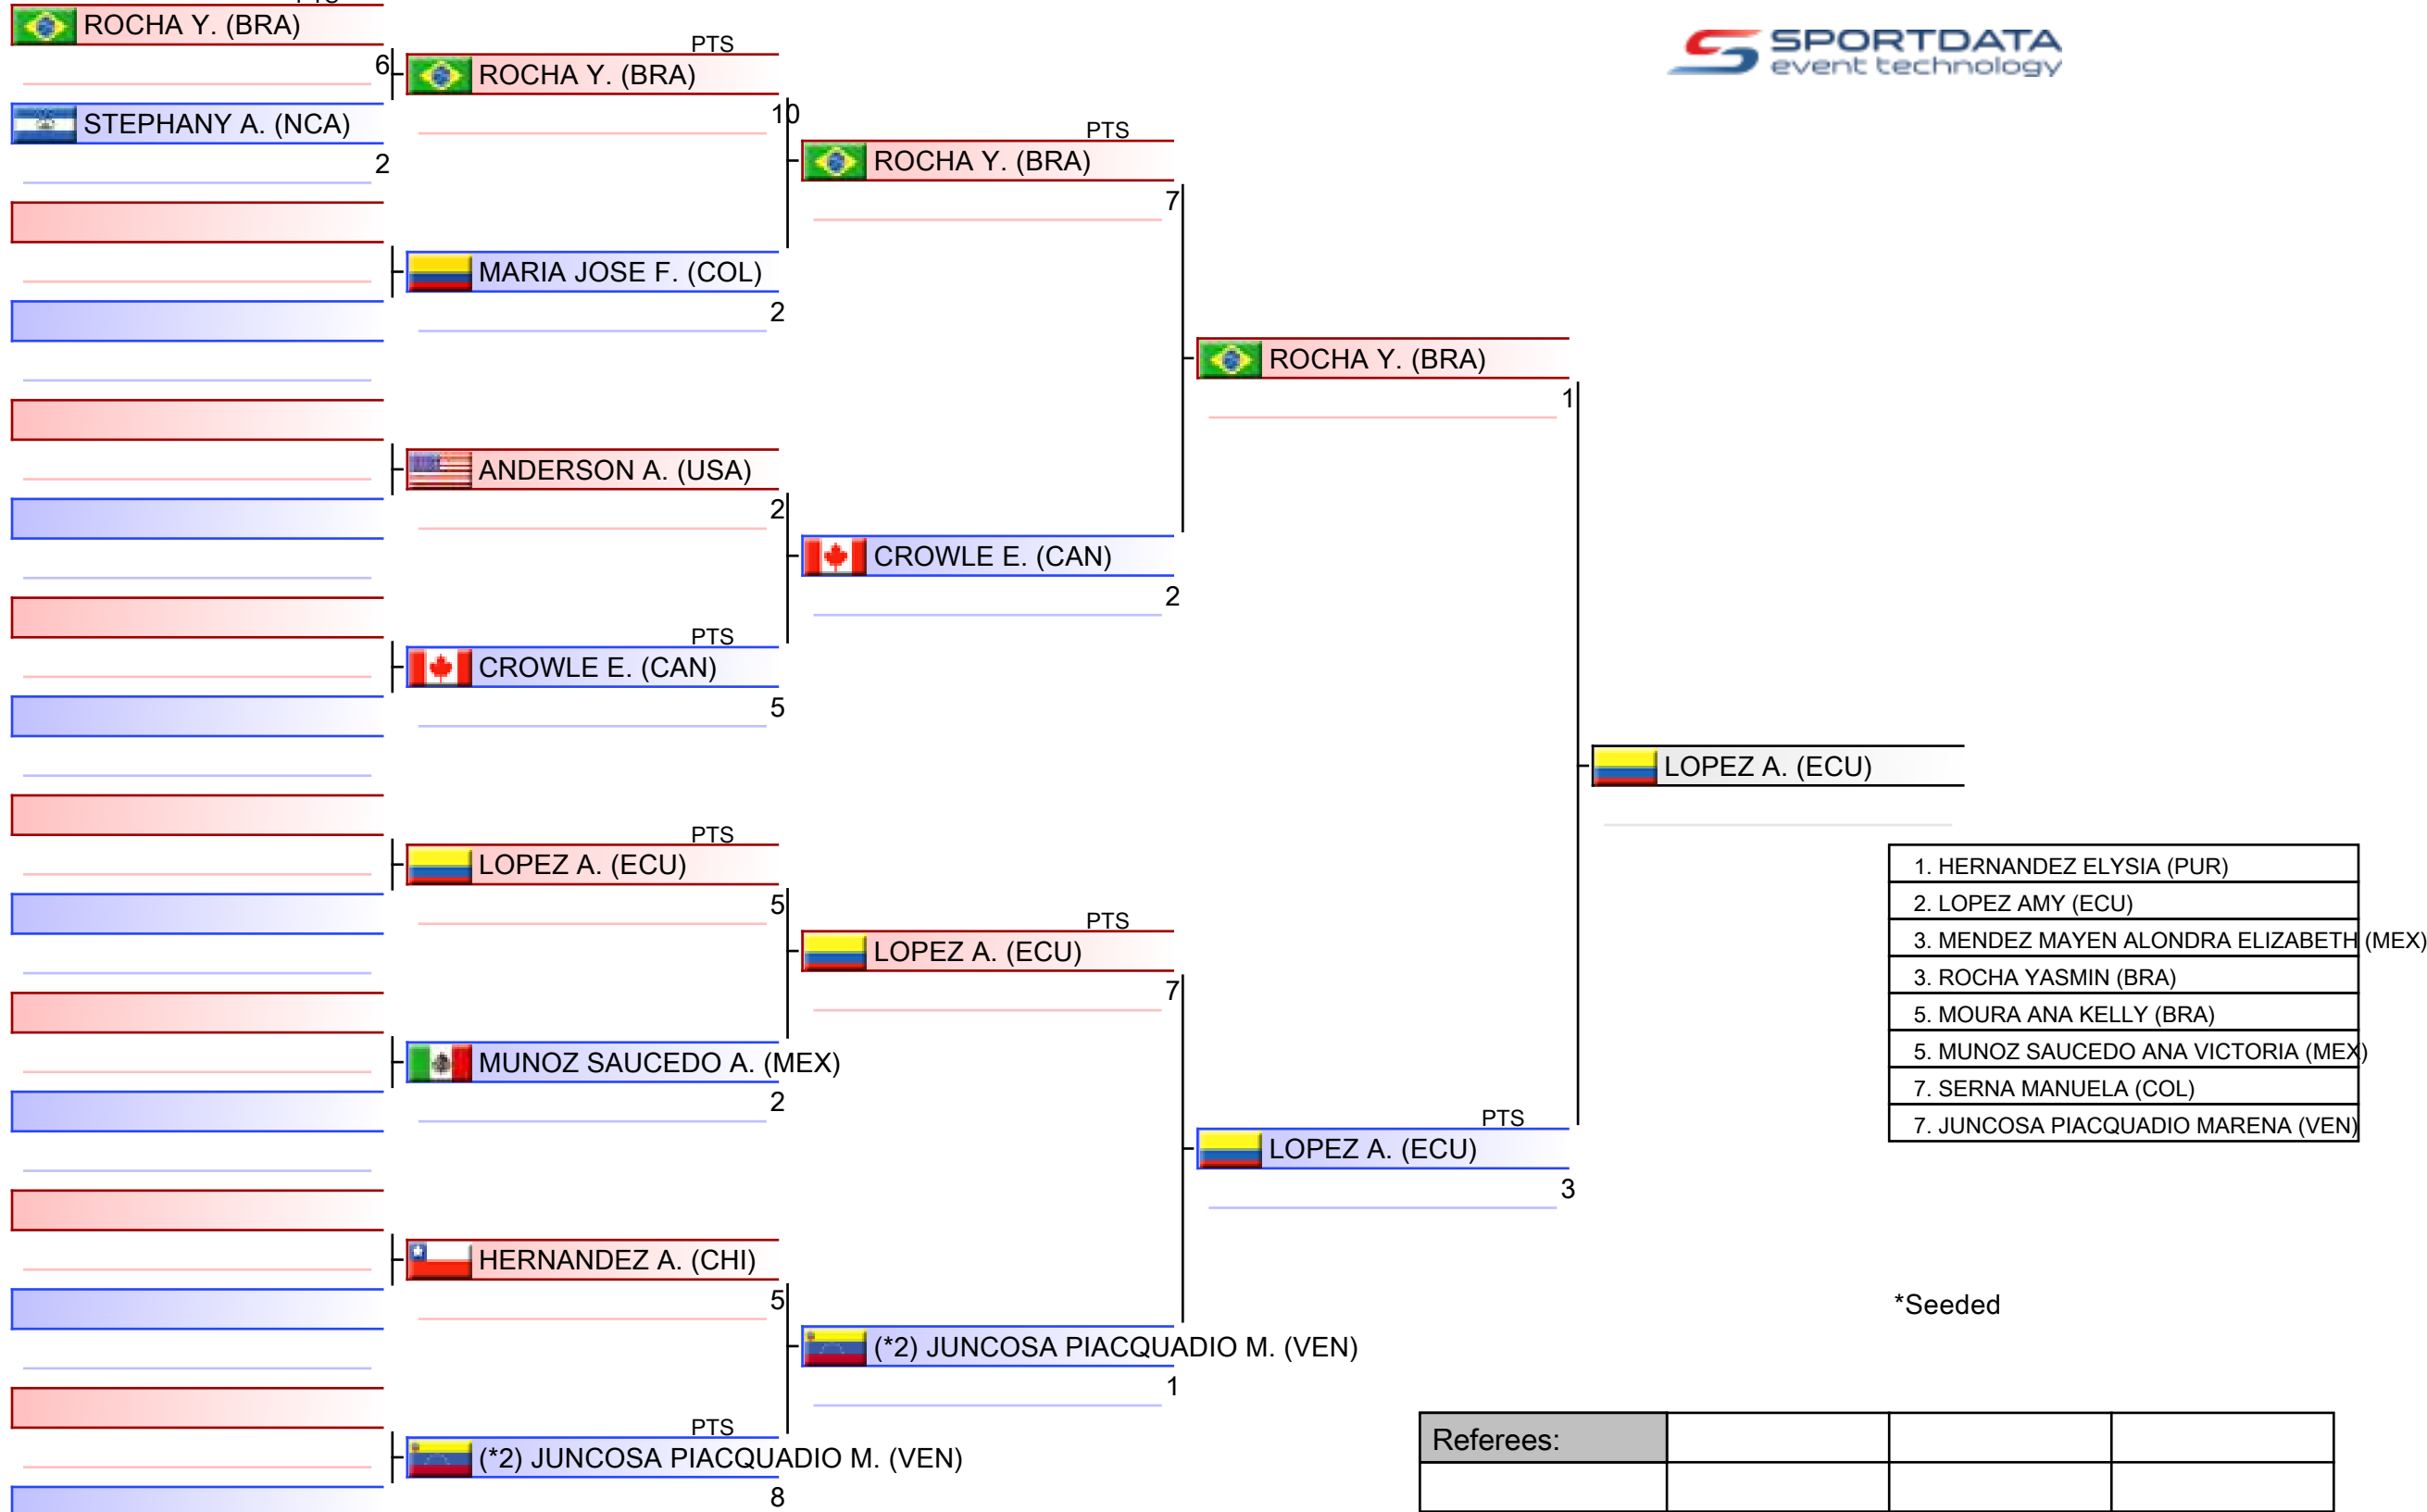 PTS
ROCHA Y. (BRA)
6
STEPHANY A. (NCA)
2
PTS
ROCHA Y. (BRA)
10
MARIA JOSE F. (COL)
2
ANDERSON A. (USA)
2
PTS
CROWLE E. (CAN)
5
PTS
LOPEZ A. (ECU)
5
MUNOZ SAUCEDO A. (MEX)
2
HERNANDEZ A. (CHI)
5
PTS
(*2) JUNCOSA PIACQUADIO M. (VEN)
8
PTS
ROCHA Y. (BRA)
7
CROWLE E. (CAN)
2
PTS
LOPEZ A. (ECU)
7
(*2) JUNCOSA PIACQUADIO M. (VEN)
1
ROCHA Y. (BRA)
1
PTS
LOPEZ A. (ECU)
3
LOPEZ A. (ECU)
SPORTDATA
event technology
1. HERNANDEZ ELYSIA (PUR)
2. LOPEZ AMY (ECU)
3. MENDEZ MAYEN ALONDRA ELIZABETH (MEX)
3. ROCHA YASMIN (BRA)
5. MOURA ANA KELLY (BRA)
5. MUNOZ SAUCEDO ANA VICTORIA (MEX)
7. SERNA MANUELA (COL)
7. JUNCOSA PIACQUADIO MARENA (VEN)
*Seeded
Referees: